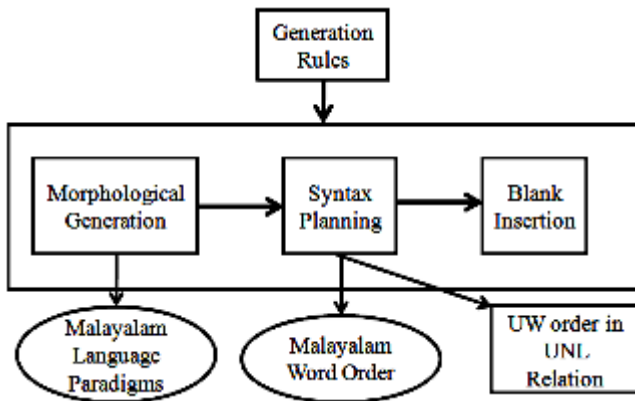 Generation
Rules
Morphological
Generation
Syntax
Planning
Blank
Insertion
Malayalam
Language
Paradigms
Malayalam
Word Order
UW order in
UNL
Relation